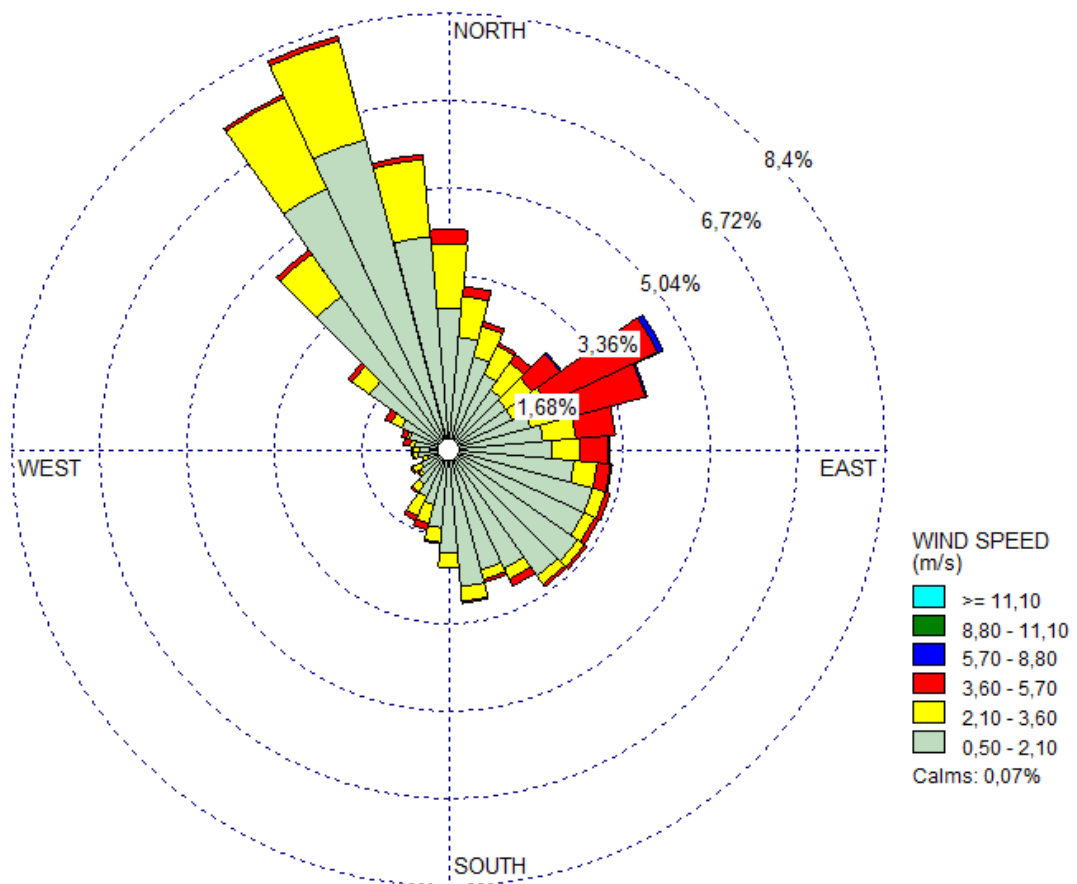 NORTH
8,4%
6,72%
5,04%
3,36%
1,68%
WEST
EAST
SOUTH
WIND SPEED
(m/s)
>= 11,10
8,80 - 11,10
5,70 - 8,80
3,60 - 5,70
2,10 - 3,60
0,50 - 2,10
Calms: 0,07%